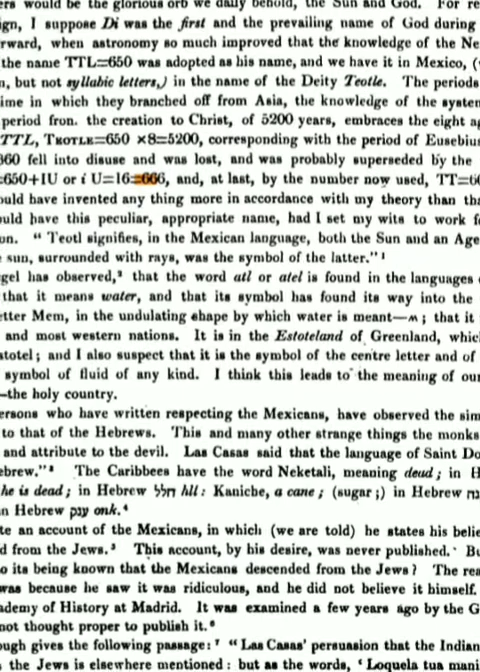 ers would be the glorious orb we daily behold, the Sun and God. For re
ign, I suppose Di was the first and the prevailing name of God during
rward, when astronomy so much improved that the knowledge of the Ne
the name TTL=650 was adopted as his name, and we have it in Mexico, (
n, but not syllabic letters,) in the name of the Deity Teotle. The periods
ime in which they branched off from Asia, the knowledge of the system
period fron. the creation to Christ, of 5200 years, embraces the eight ag
TTL, TEOTLE=650 ×8=5200, corresponding with the period of Eusebius
360 fell into disuse and was lost, and was probably superseded by the
=650+IU or i U=16=666, and, at last, by the number now used, TT=6
ould have invented any thing more in accordance with my theory than tha
ould have this peculiar, appropriate name, had I set my wits to work fo
un. “ Teotl signifies, in the Mexican language, both the Sun and an Age
e sun, surrounded with rays, was the symbol of the latter.”¹
gel has observed,² that the word atl or atel is found in the languages
that it means water, and that its symbol has found its way into the
etter Mem, in the undulating shape by which water is meant—ʍ ; that it
and most western nations. It is in the Estoteland of Greenland, whic
stotel ; and I also suspect that it is the symbol of the centre letter and of
symbol of fluid of any kind. I think this leads to the meaning of ou
—the holy country.
ersons who have written respecting the Mexicans, have observed the sim
to that of the Hebrews. This and many other strange things the monks
and attribute to the devil. Las Casas said that the language of Saint Do
ebrew.”³ The Caribbees have the word Neketali, meaning dead ; in H
he is dead ; in Hebrew חלל hll: Kaniche, a cane ; (sugar ;) in Hebrew
n Hebrew ענק onk.⁴
te an account of the Mexicans, in which (we are told) he states his belie
d from the Jews.⁵ This account, by his desire, was never published. Bu
o its being known that the Mexicans descended from the Jews ? The rea
was because he saw it was ridiculous, and he did not believe it himself.
ademy of History at Madrid. It was examined a few years ago by the G
not thought proper to publish it.⁶
ough gives the following passage:⁷ “ Las Casas’ persuasion that the Indian
the Jews is elsewhere mentioned : but as the words, ‘ Loquela tua mani